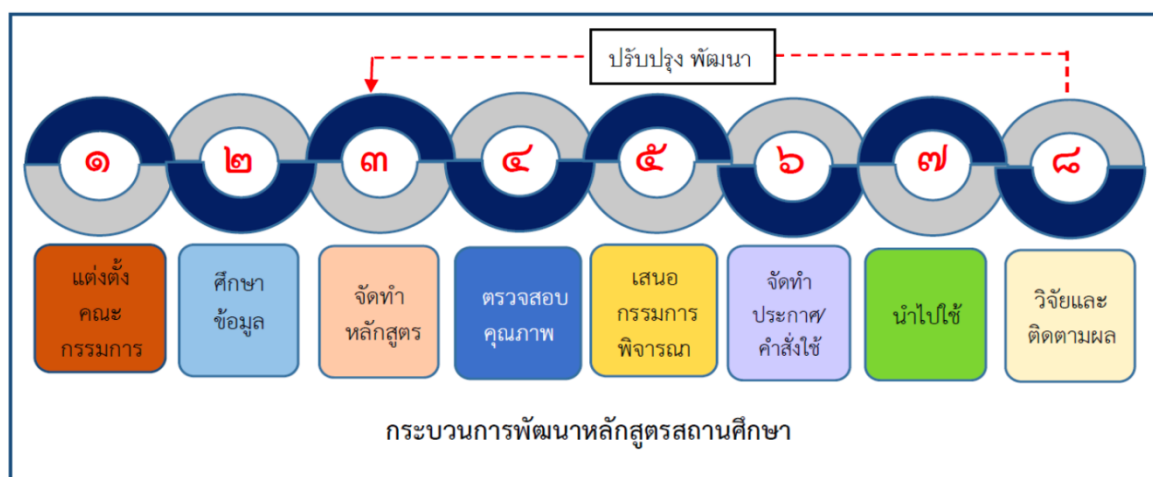 ปรับปรุง พัฒนา
๑
๒
๓
๔
๕
๖
๗
๘
แต่งตั้ง
คณะ
กรรมการ
ศึกษา
ข้อมูล
จัดทำ
หลักสูตร
ตรวจสอบ
คุณภาพ
เสนอ
กรรมการ
พิจารณา
จัดทำ
ประกาศ/
คำสั่งใช้
นำไปใช้
วิจัยและ
ติดตามผล
กระบวนการพัฒนาหลักสูตรสถานศึกษา